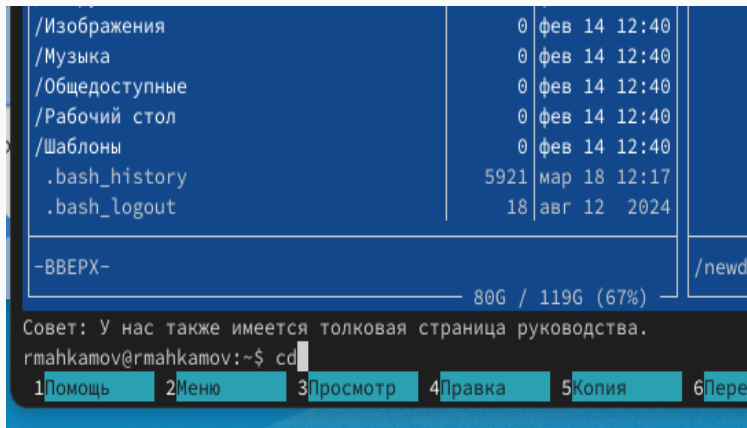 /Изображения 0 фев 14 12:40
/Музыка 0 фев 14 12:40
/Общедоступные 0 фев 14 12:40
/Рабочий стол 0 фев 14 12:40
/Шаблоны 0 фев 14 12:40
.bash_history 5921 мар 18 12:17
.bash_logout 18 авг 12 2024
-ВВЕРХ- /newd
80G / 119G (67%)
Совет: У нас также имеется толковая страница руководства.
rmahkamov@rmahkamov:~$ cd
1Помощь 2Меню 3Просмотр 4Правка 5Копия 6Пере